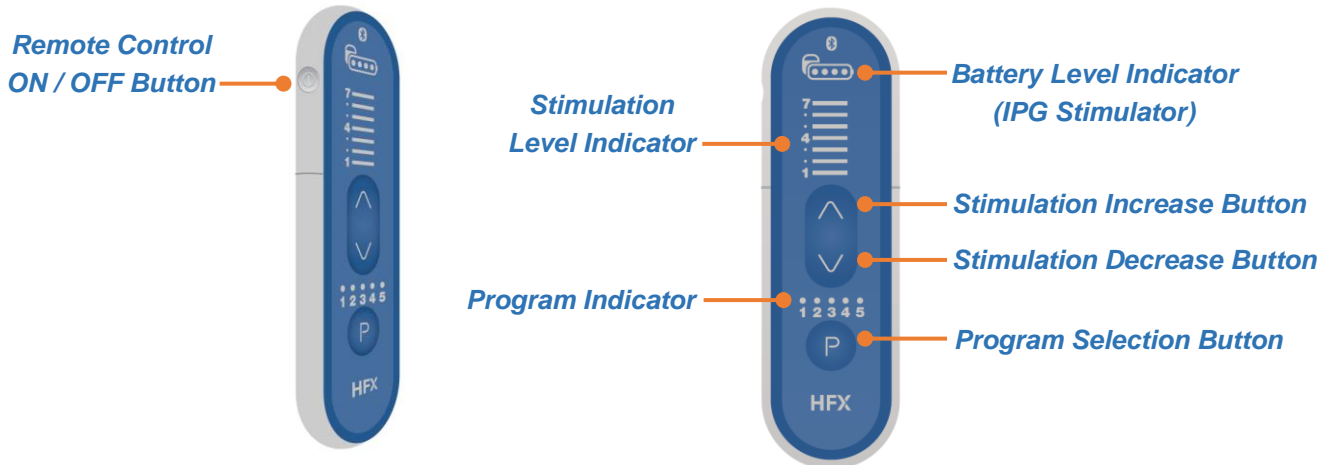 Remote Control
ON / OFF Button
7
4
1
1 2 3 4 5
P
HFX
Stimulation
Level Indicator
Program Indicator
7
4
1
1 2 3 4 5
P
HFX
Battery Level Indicator
(IPG Stimulator)
Stimulation Increase Button
Stimulation Decrease Button
Program Selection Button